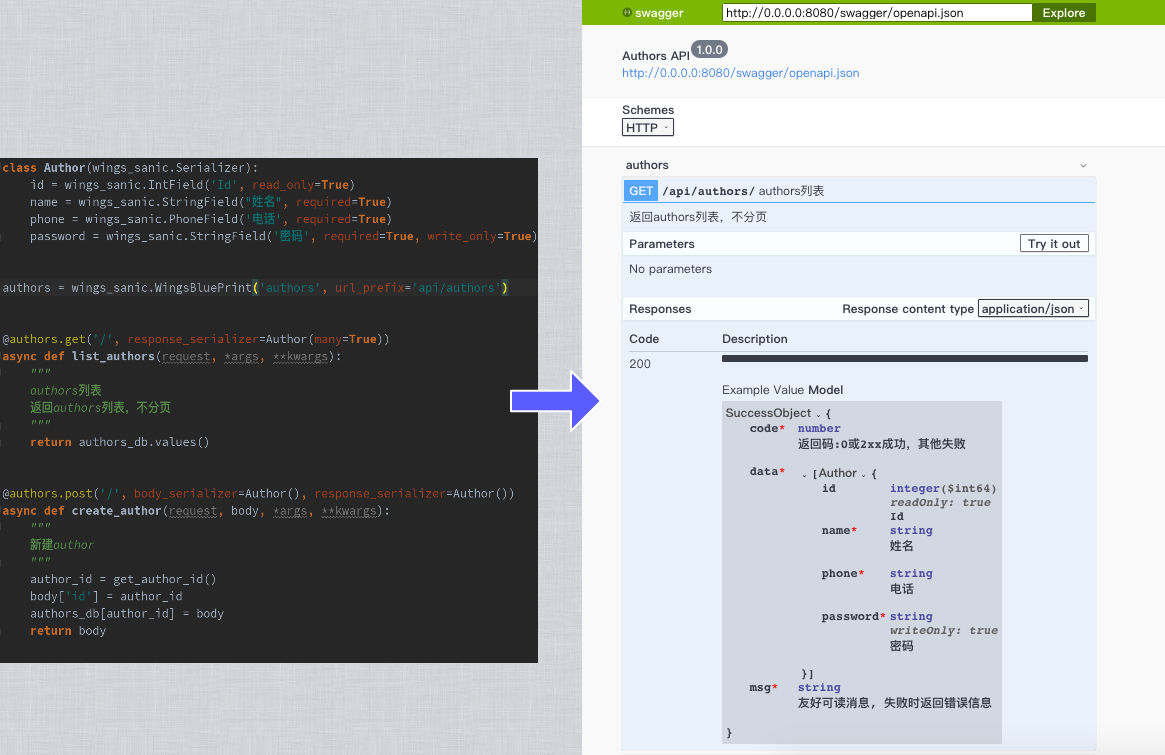 class Author(wings_sanic.Serializer):
id = wings_sanic.IntField('Id', read_only=True)
name = wings_sanic.StringField("姓名", required=True)
phone = wings_sanic.PhoneField('电话', required=True)
password = wings_sanic.StringField('密码', required=True, write_only=True)
authors = wings_sanic.WingsBluePrint('authors', url_prefix='api/authors')
@authors.get('/', response_serializer=Author(many=True))
async def list_authors(request, *args, **kwargs):
"""
authors列表
返回authors列表，不分页
"""
return authors_db.values()
@authors.post('/', body_serializer=Author(), response_serializer=Author())
async def create_author(request, body, *args, **kwargs):
"""
新建author
"""
author_id = get_author_id()
body['id'] = author_id
authors_db[author_id] = body
return body
swagger http://0.0.0.0:8080/swagger/openapi.json Explore
Authors API 1.0.0
http://0.0.0.0:8080/swagger/openapi.json
Schemes
HTTP
authors
GET /api/authors/ authors列表
返回authors列表，不分页
Parameters Try it out
No parameters
Responses Response content type application/json
Code Description
200
Example Value Model
SuccessObject {
code* number
返回码:0或2xx成功，其他失败
data* [Author {
id integer($int64)
readOnly: true
Id
name* string
姓名
phone* string
电话
password* string
writeOnly: true
密码
}]
msg* string
友好可读消息, 失败时返回错误信息
}